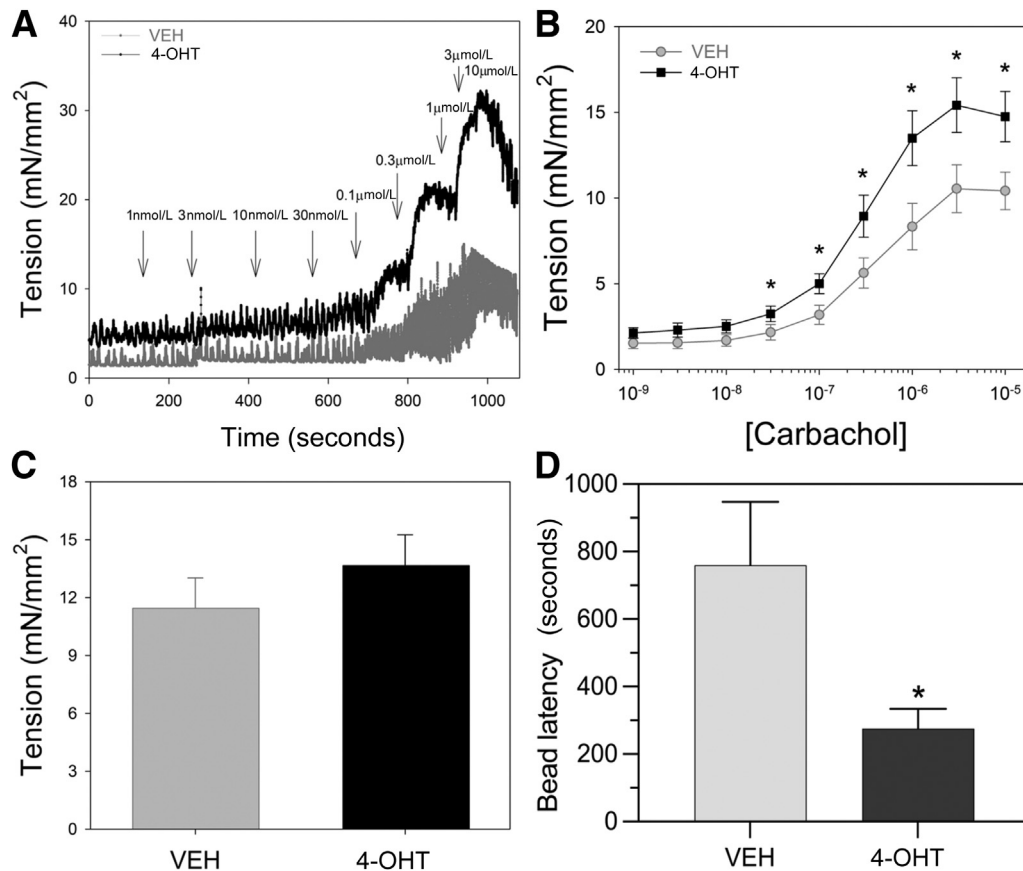 A
40
30
20
10
0
Tension (mN/mm²)
VEH
4-OHT
1nmol/L
3nmol/L
10nmol/L
30nmol/L
0.1μmol/L
0.3μmol/L
1μmol/L
3μmol/L
10μmol/L
0 200 400 600 800 1000
Time (seconds)
B
20
15
10
5
0
Tension (mN/mm²)
VEH
4-OHT
* * * * * * *
10⁻⁹ 10⁻⁸ 10⁻⁷ 10⁻⁶ 10⁻⁵
[Carbachol]
C
18
15
12
9
6
3
0
Tension (mN/mm²)
VEH 4-OHT
D
1000
800
600
400
200
0
Bead latency (seconds)
*
VEH 4-OHT